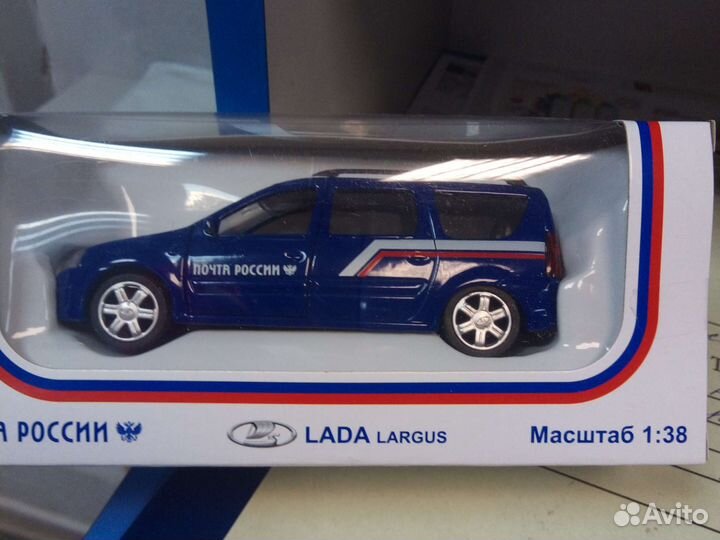 ПОЧТА РОССИИ
А РОССИИ
LADA LARGUS
Масштаб 1:38
Avito